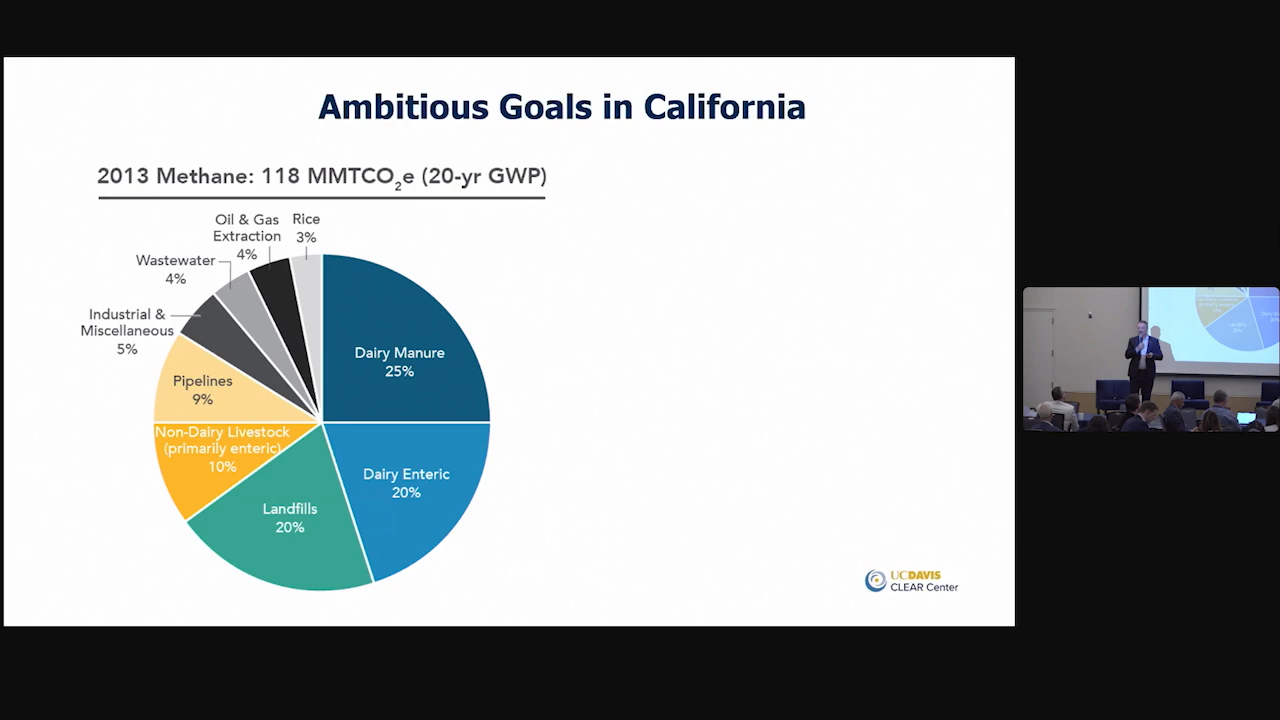 Ambitious Goals in California
2013 Methane: 118 MMTCO₂e (20-yr GWP)
Oil & Gas
Extraction
4%
Rice
3%
Wastewater
4%
Industrial &
Miscellaneous
5%
Pipelines
9%
Non-Dairy Livestock
(primarily enteric)
10%
Landfills
20%
Dairy Manure
25%
Dairy Enteric
20%
UCDAVIS
CLEAR Center